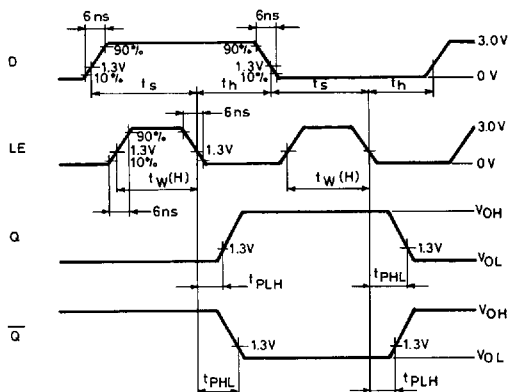 6ns
6ns
90%
90%
3.0V
D
1.3V
1.3V
10%
10%
0V
ts
th
ts
th
6ns
90%
3.0V
LE
1.3V
1.3V
10%
0V
tW(H)
tW(H)
6ns
VOH
Q
1.3V
1.3V
VOL
tPLH
tPHL
VOH
Q̅
1.3V
1.3V
VOL
tPHL
tPLH